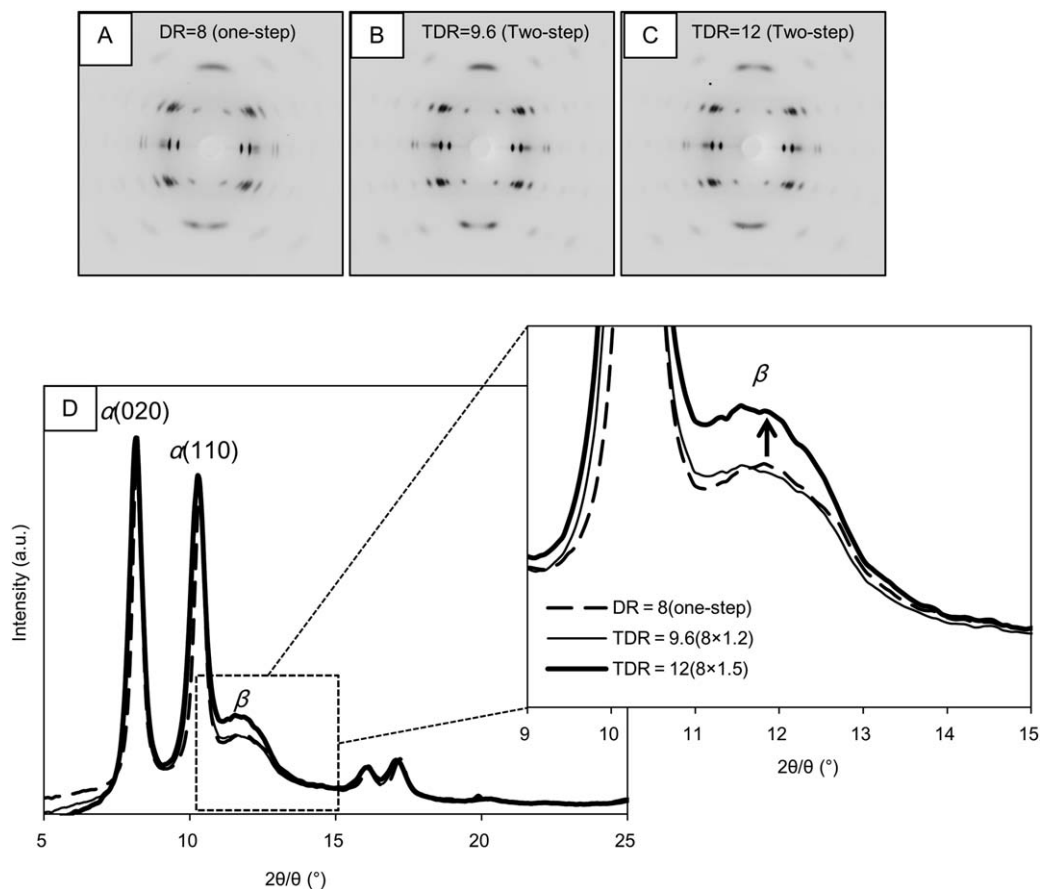 A
DR=8 (one-step)
B
TDR=9.6 (Two-step)
C
TDR=12 (Two-step)
D
α(020)
α(110)
β
Intensity (a.u.)
5
10
15
20
25
2θ/θ (°)
β
DR = 8(one-step)
TDR = 9.6(8×1.2)
TDR = 12(8×1.5)
9
10
11
12
13
14
15
2θ/θ (°)